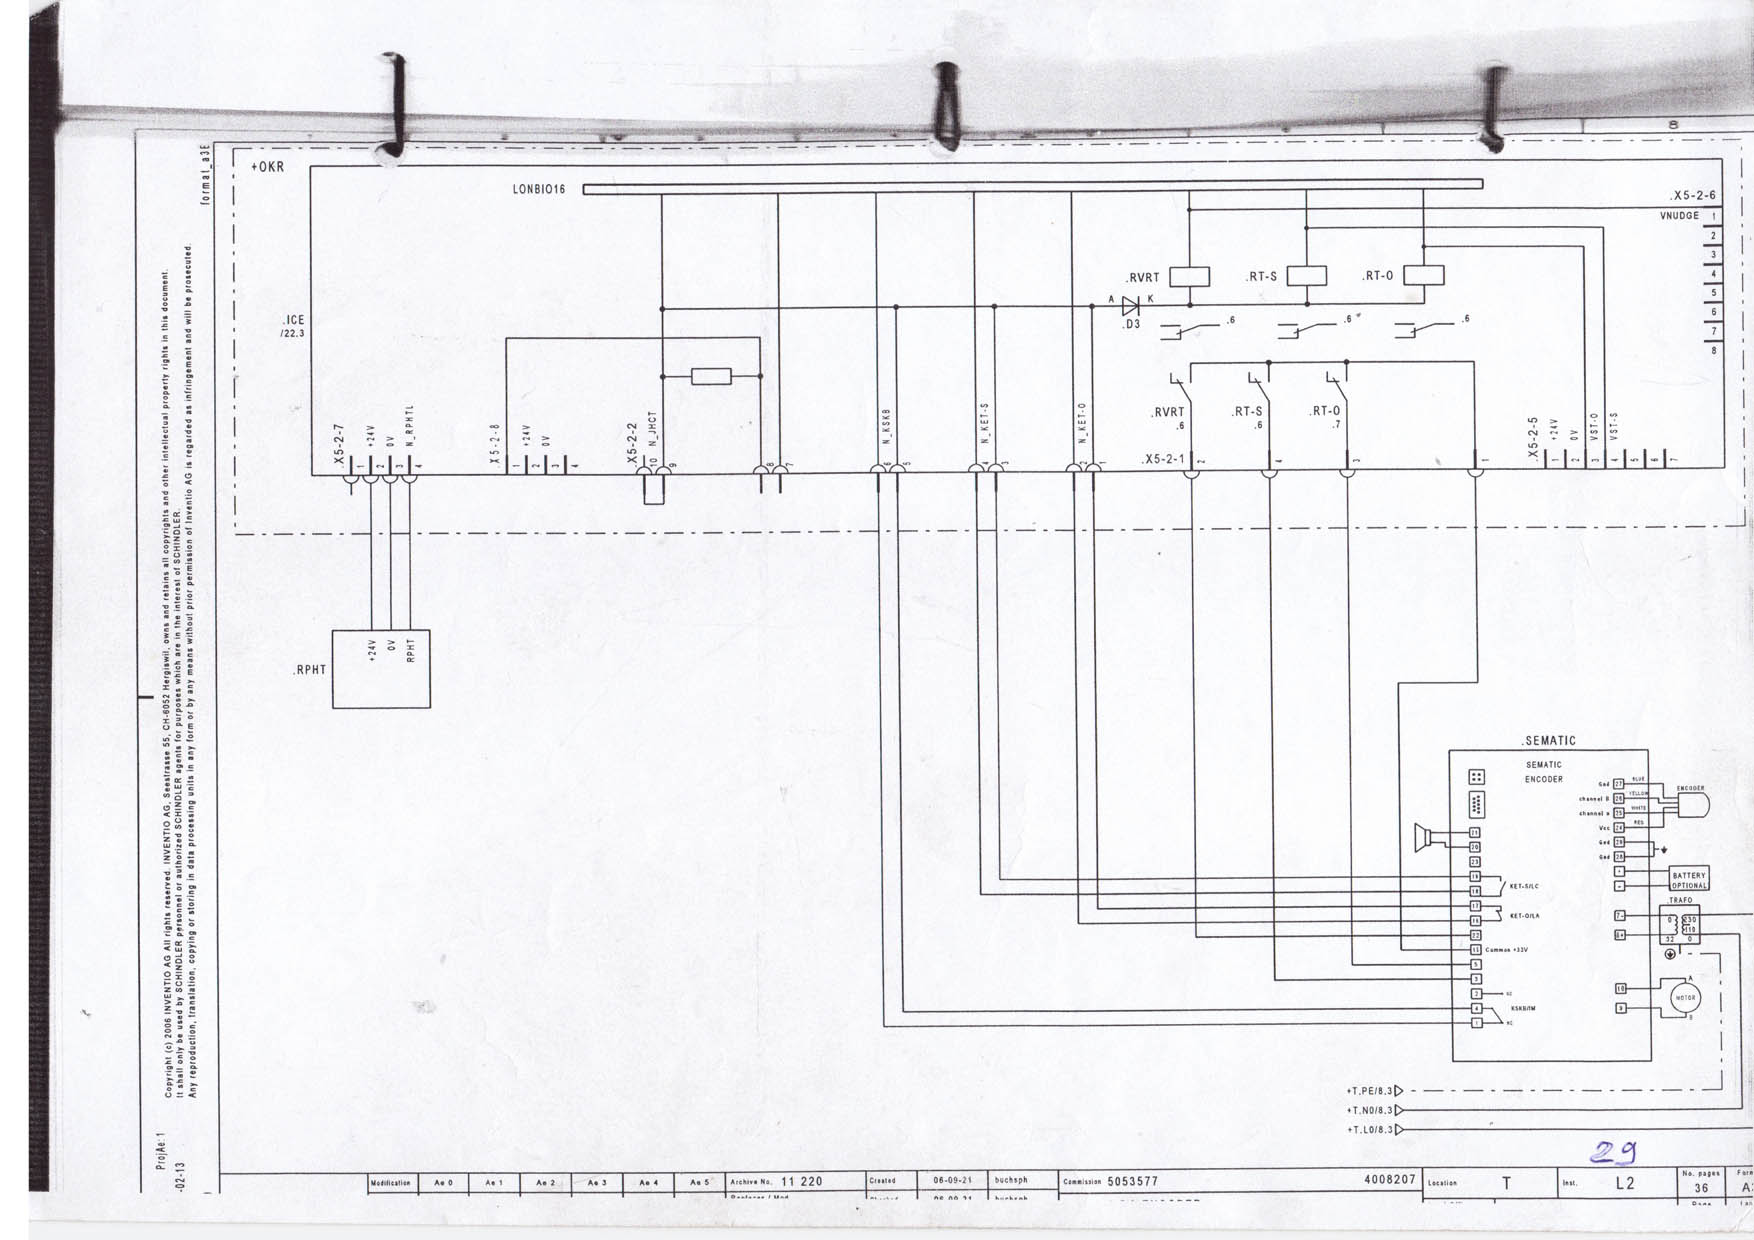 8
format_a3E
+OKR
LONBIO16
.X5-2-6
VNUDGE 1
2
3
4
5
6
7
8
.ICE
/22.3
.RVRT
.RT-S
.RT-O
A K
.D3
.6
.6
.6
.X5-2-7
1 +24V
2 0V
3 N_RPHTL
4
.X5-2-8
1 +24V
2 0V
3
4
.X5-2-2
10 N_JHCT
9
8
7
N_KSKB
6
5
N_KET-S
4
3
N_KET-O
2
1
.RVRT
.6
.RT-S
.6
.RT-O
.7
.X5-2-1
2
4
3
1
.X5-2-5
1 +24V
2 0V
3 VST-O
4 VST-S
5
6
7
.RPHT
+24V
0V
RPHT
.SEMATIC
SEMATIC
ENCODER
Gnd 27 BLUE
channel B 26 YELLOW
channel a 25 WHITE
Vcc 24 RED
ENCODER
Gnd 29
Gnd 28
+
-
BATTERY
OPTIONAL
.TRAFO
7-
6+
0 230
110
32 0
10
9
A
MOTOR
B
21
20
23
19
18
KET-S/LC
17
16
KET-O/LA
22
15 Common +33V
5
3
2 NC
4
KSKB/IM
1 NC
+T.PE/8.3
+T.N0/8.3
+T.L0/8.3
29
Copyright (c) 2006 INVENTIO AG All rights reserved. INVENTIO AG, Seestrasse 55, CH-6052 Hergiswil, owns and retains all copyrights and other intellectual property rights in this document.
It shall only be used by SCHINDLER personnel or authorized SCHINDLER agents for purposes which are in the interest of SCHINDLER.
Any reproduction, translation, copying or storing in data processing units in any form or by any means without prior permission of Inventio AG is regarded as infringement and will be prosecuted.
ProjAe: 1
-02-13
Modification Ae 0 Ae 1 Ae 2 Ae 3 Ae 4 Ae 5 Archive No. 11 220 Created 06-09-21 buchsph Commission 5053577 4008207 Location T Inst. L2 No. pages 36